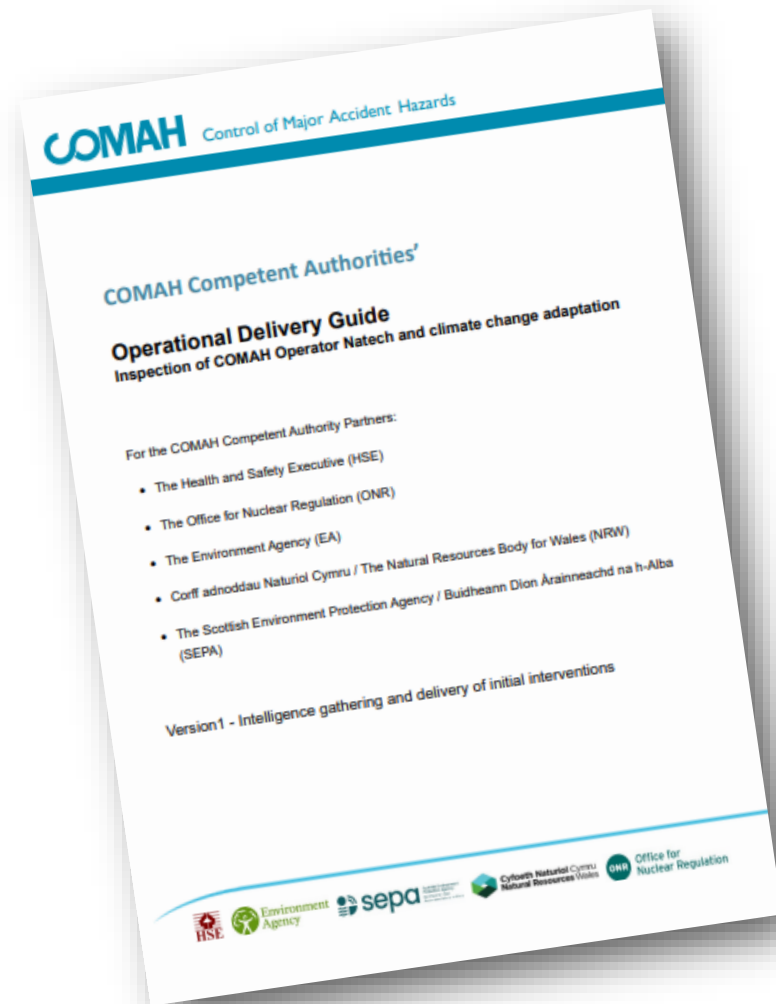 COMAH Control of Major Accident Hazards
COMAH Competent Authorities'
Operational Delivery Guide
Inspection of COMAH Operator Natech and climate change adaptation
For the COMAH Competent Authority Partners:
• The Health and Safety Executive (HSE)
• The Office for Nuclear Regulation (ONR)
• The Environment Agency (EA)
• Corff adnoddau Naturiol Cymru / The Natural Resources Body for Wales (NRW)
• The Scottish Environment Protection Agency / Buidheann Dìon Àrainneachd na h-Alba
(SEPA)
Version1 - Intelligence gathering and delivery of initial interventions
HSE
Environment
Agency
sepa
Cyfoeth Naturiol Cymru
Natural Resources Wales
ONR
Office for
Nuclear Regulation